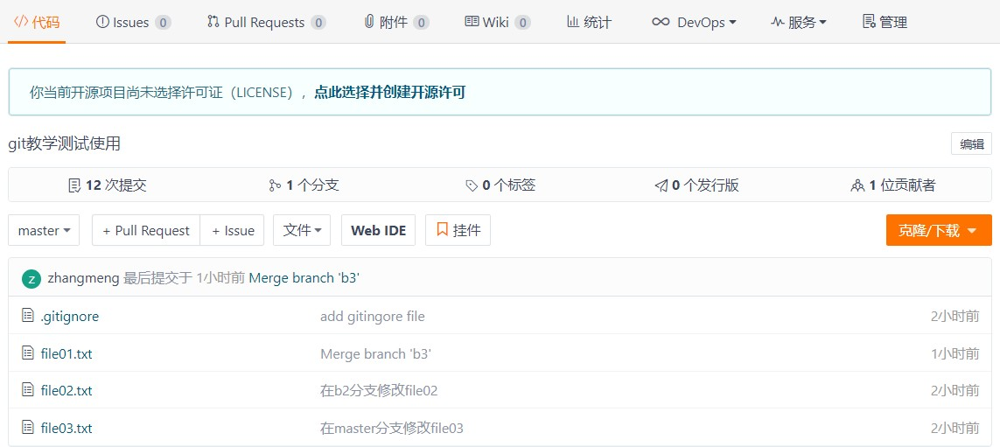 代码 Issues 0 Pull Requests 0 附件 0 Wiki 0 统计 DevOps 服务 管理
你当前开源项目尚未选择许可证（LICENSE），点此选择并创建开源许可
git教学测试使用 编辑
12 次提交 1 个分支 0 个标签 0 个发行版 1 位贡献者
master + Pull Request + Issue 文件 Web IDE 挂件 克隆/下载
Z zhangmeng 最后提交于 1小时前 Merge branch 'b3'
.gitignore add gitingore file 2小时前
file01.txt Merge branch 'b3' 1小时前
file02.txt 在b2分支修改file02 2小时前
file03.txt 在master分支修改file03 2小时前